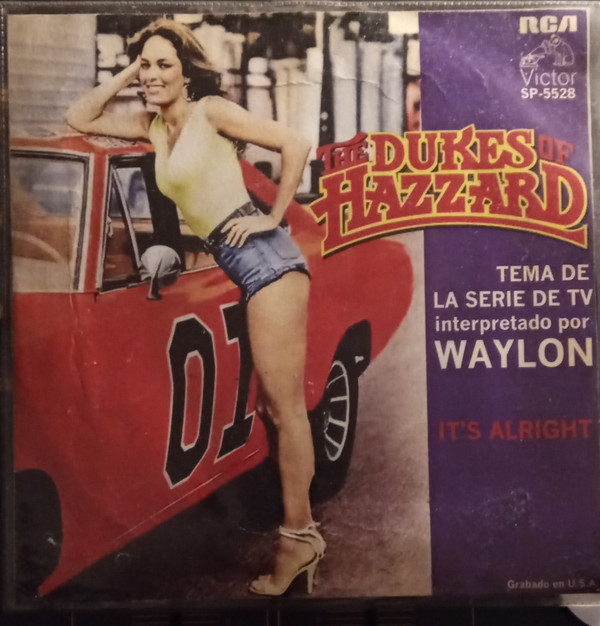 RCA
Victor
SP-5528
THE DUKES OF
HAZZARD
TEMA DE
LA SERIE DE TV
interpretado por
WAYLON
IT'S ALRIGHT
01
Grabado en U.S.A.